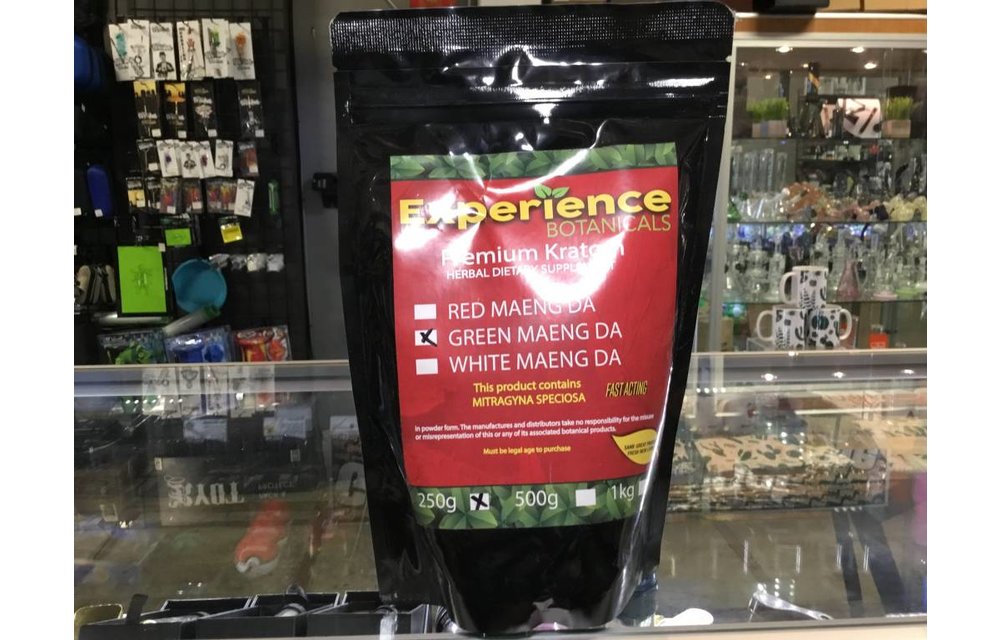 Experience
BOTANICALS
Premium Kratom
HERBAL DIETARY SUPPLEMENT
RED MAENG DA
GREEN MAENG DA
WHITE MAENG DA
This product contains
MITRAGYNA SPECIOSA
FAST ACTING
in powder form. The manufactures and distributors take no responsibility for the misuse
or misrepresentation of this or any of its associated botanical products.
Must be legal age to purchase
250g 500g 1kg